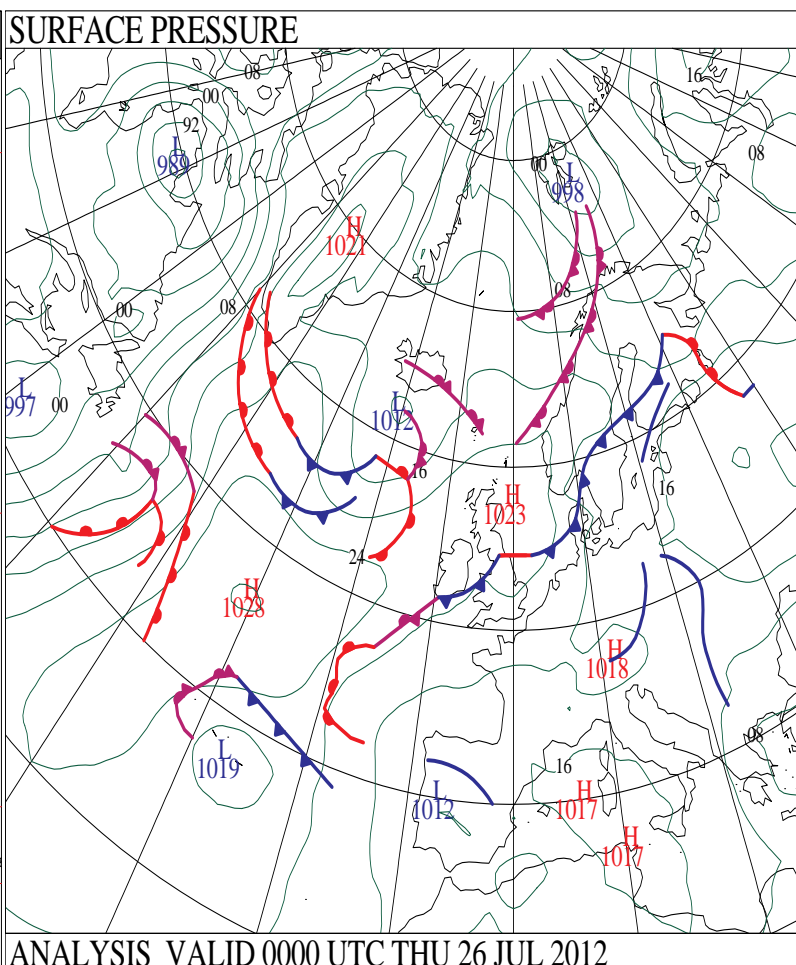 SURFACE PRESSURE
08
16
00
92
L
989
08
00
L
998
H
1021
08
08
00
L
997
00
L
1012
16
16
H
1023
24
H
1028
H
1018
08
L
1019
16
L
1012
H
1017
H
1017
ANALYSIS VALID 0000 UTC THU 26 JUL 2012